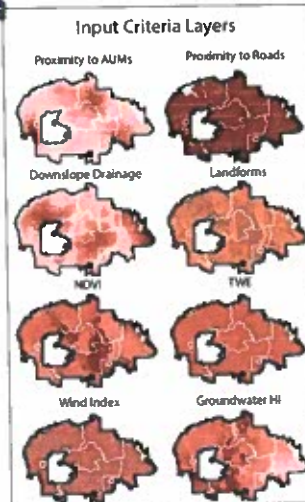 Input Criteria Layers
Proximity to AUMs Proximity to Roads
Downslope Drainage Landforms
NDVI TWE
Wind Index Groundwater HI